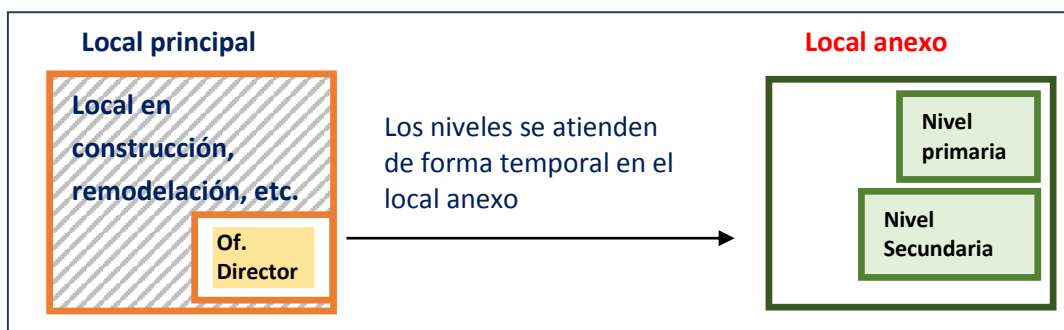 Local principal
Local anexo
Local en
construcción,
remodelación, etc.
Of.
Director
Los niveles se atienden
de forma temporal en el
local anexo
Nivel
primaria
Nivel
Secundaria